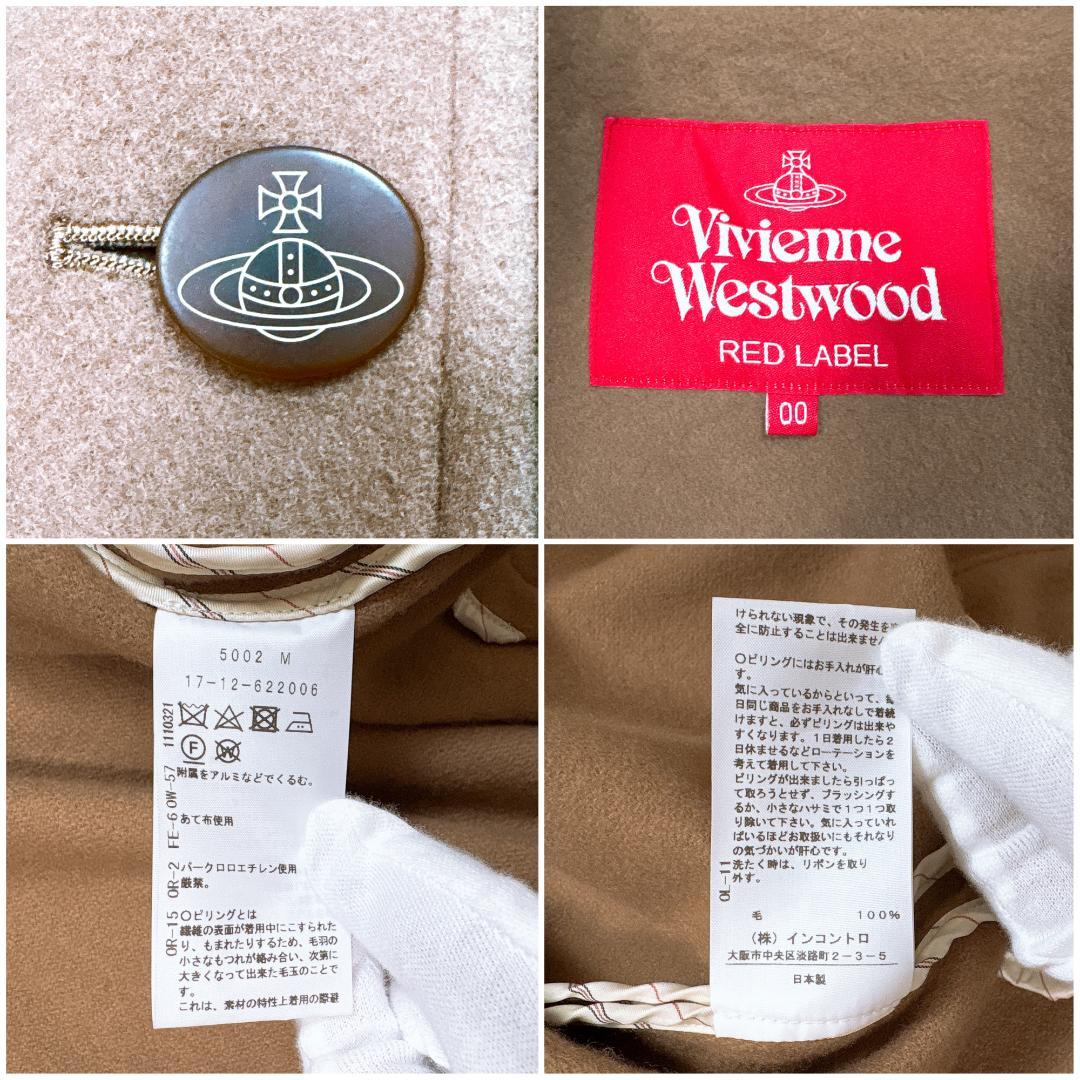 Vivienne
Westwood
RED LABEL
00
5002 M
17-12-622006
F
W
附属をアルミなどでくるむ。
あて布使用
パークロロエチレン使用
厳禁。
〇ピリングとは
繊維の表面が着用中にこすられた
り、もまれたりするため、毛羽の
小さなもつれが絡み合い、次第に
大きくなって出来た毛玉のことで
す。
これは、素材の特性上着用の際避
OR-15 OR-2 FE-6 OW-57 1110321
けられない現象で、その発生を
全に防止することは出来ません
〇ピリングにはお手入れが肝心
す。
気に入っているからといって、毎
日同じ商品をお手入れなしで着続
けますと、必ずピリングは出来や
すくなります。1日着用したら2
日休ませるなどローテーションを
考えて着用して下さい。
ピリングが出来ましたら引っぱっ
て取ろうとせず、ブラッシングす
るか、小さなハサミで1つ1つ取
り除いて下さい。気に入っていれ
ばいるほどお取扱いにもそれなり
の気づかいが肝心です。
洗たく時は、リボンを取り
外す。
OL-11
毛 100%
（株）インコントロ
大阪市中央区淡路町2-3-5
日本製